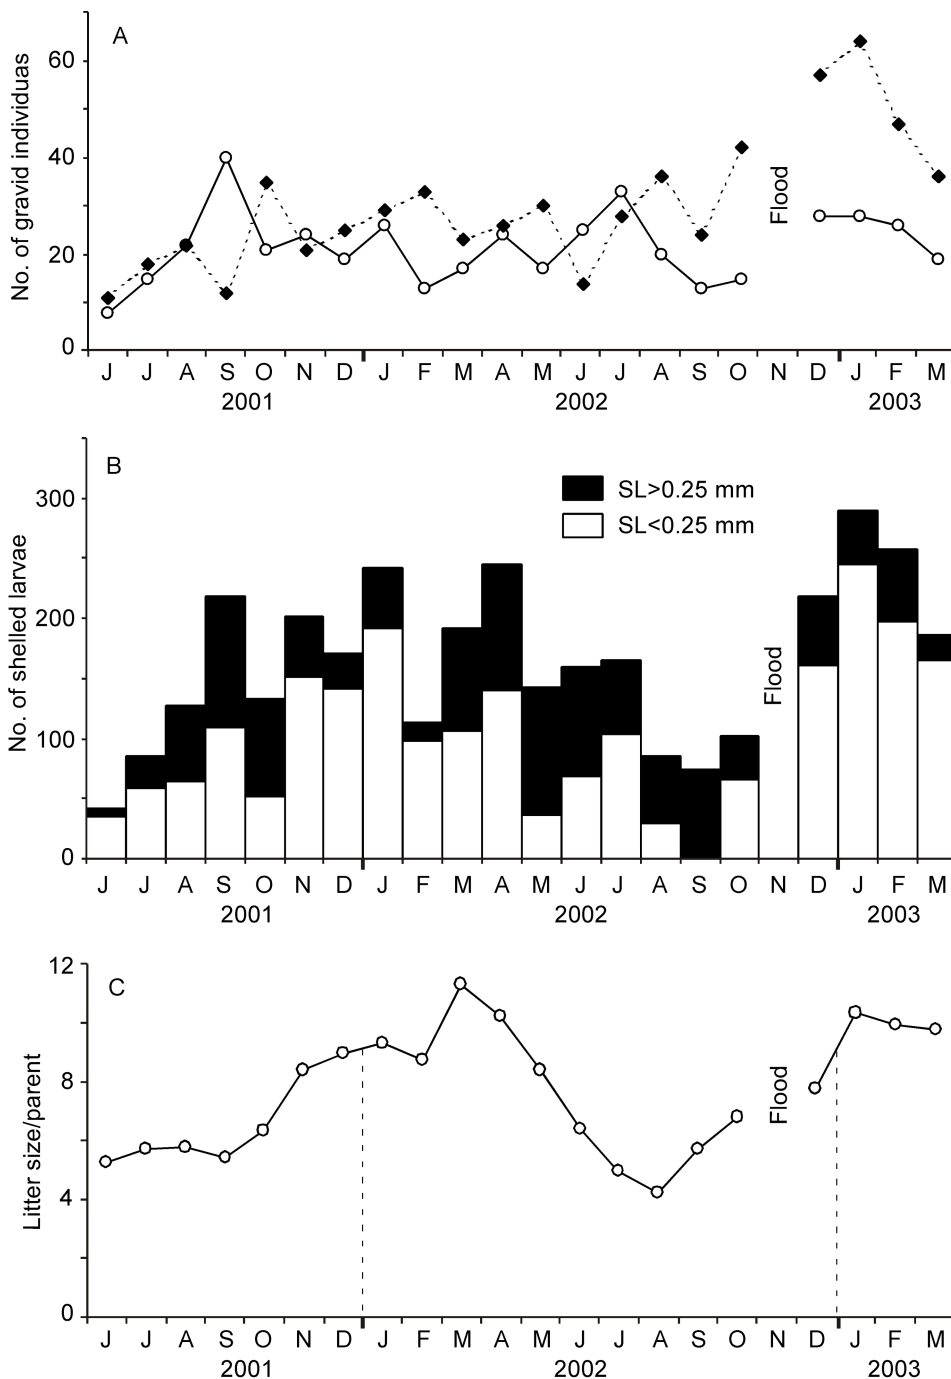 A
No. of gravid individuas
60
40
20
0
Flood
J J A S O N D J F M A M J J A S O N D J F M
2001 2002 2003
B
No. of shelled larvae
300
200
100
0
SL>0.25 mm
SL<0.25 mm
Flood
J J A S O N D J F M A M J J A S O N D J F M
2001 2002 2003
C
Litter size/parent
12
8
4
0
Flood
J J A S O N D J F M A M J J A S O N D J F M
2001 2002 2003